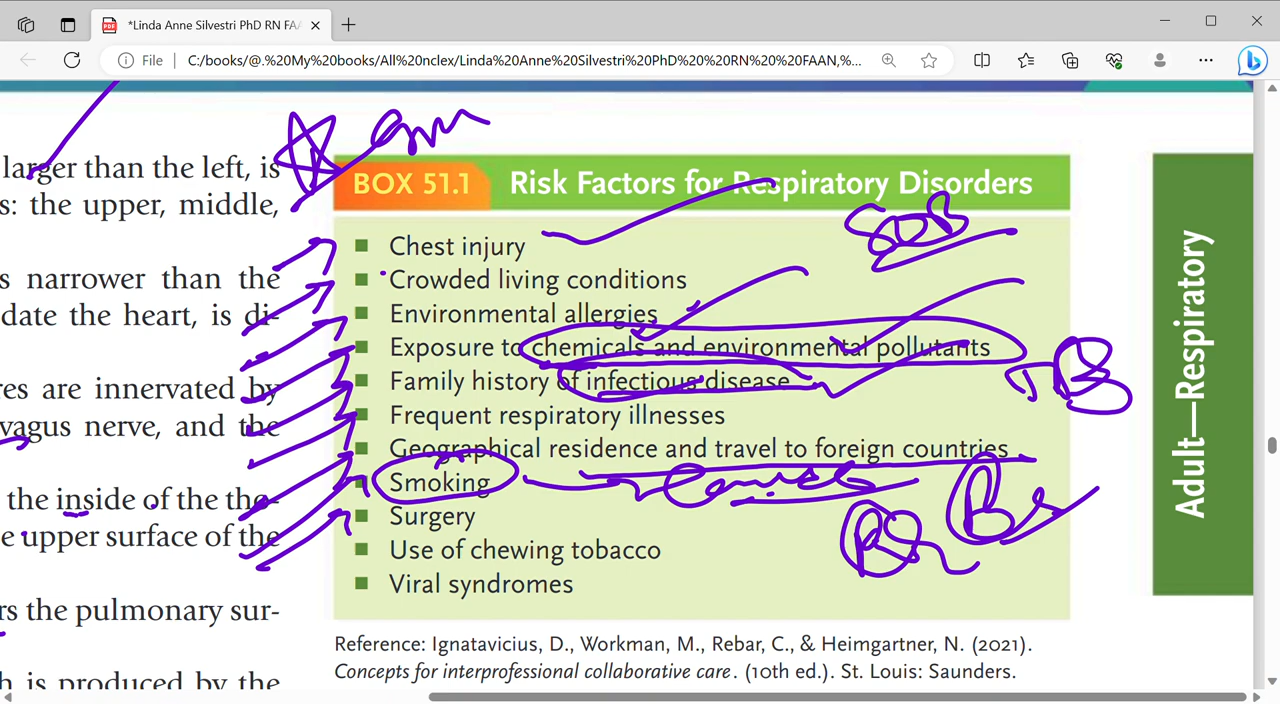 *Linda Anne Silvestri PhD RN FAA
File
C:/books/@.%20My%20books/All%20nclex/Linda%20Anne%20Silvestri%20PhD%20%20RN%20%20FAAN,%...
larger than the left, is
s: the upper, middle,
s narrower than the
date the heart, is di-
res are innervated by
vagus nerve, and the
the inside of the tho-
e upper surface of the
rs the pulmonary sur-
h is produced by the
BOX 51.1 Risk Factors for Respiratory Disorders
SOB
■ Chest injury
■ Crowded living conditions
■ Environmental allergies
■ Exposure to chemicals and environmental pollutants
■ Family history of infectious disease
■ Frequent respiratory illnesses
■ Geographical residence and travel to foreign countries
■ Smoking
■ Surgery
■ Use of chewing tobacco
■ Viral syndromes
Reference: Ignatavicius, D., Workman, M., Rebar, C., & Heimgartner, N. (2021).
Concepts for interprofessional collaborative care. (10th ed.). St. Louis: Saunders.
Adult—Respiratory